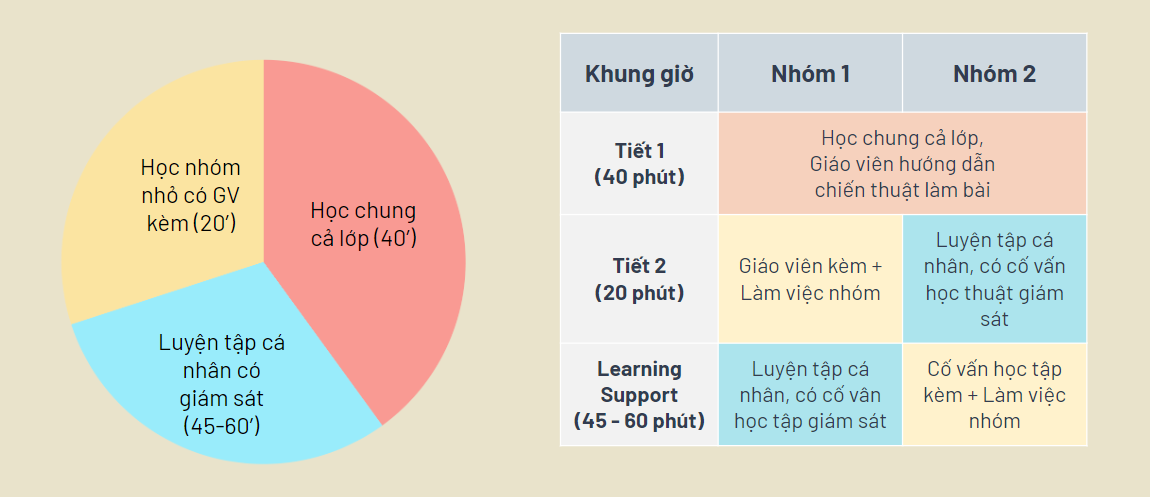 Học nhóm
nhỏ có GV
kèm (20’)
Học chung
cả lớp (40’)
Luyện tập cá
nhân có
giám sát
(45-60’)
Khung giờ
Nhóm 1
Nhóm 2
Tiết 1
(40 phút)
Học chung cả lớp,
Giáo viên hướng dẫn
chiến thuật làm bài
Tiết 2
(20 phút)
Giáo viên kèm +
Làm việc nhóm
Luyện tập cá
nhân, có cố vấn
học thuật giám
sát
Learning
Support
(45 - 60 phút)
Luyện tập cá
nhân, có cố vân
học tập giám sát
Cố vấn học tập
kèm + Làm việc
nhóm